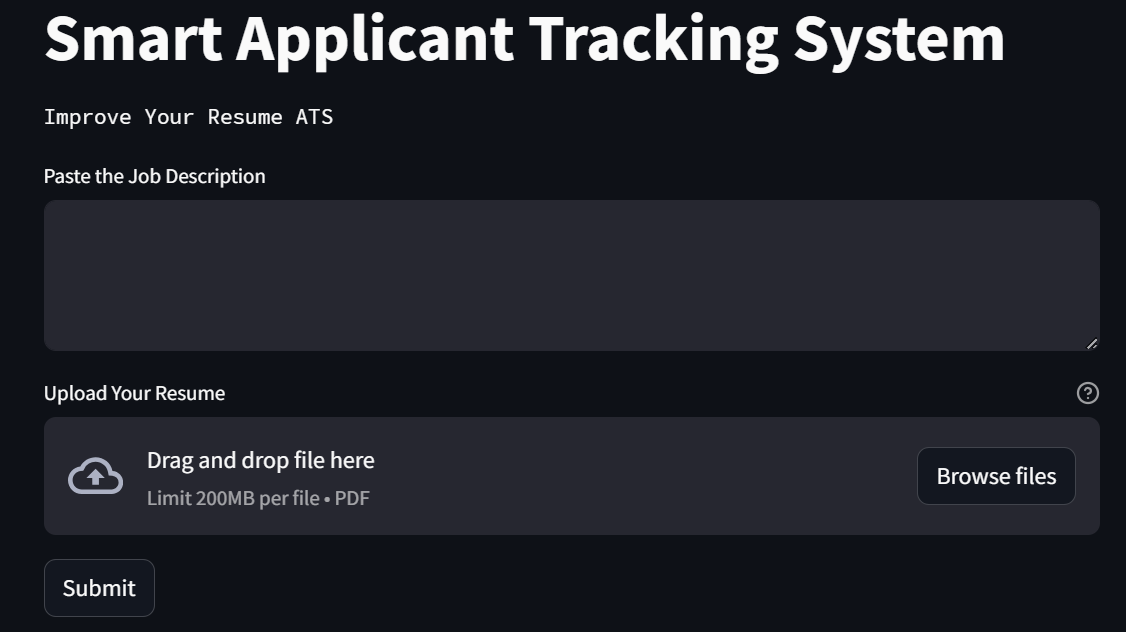 Smart Applicant Tracking System
Improve Your Resume ATS
Paste the Job Description
Upload Your Resume
?
Drag and drop file here
Limit 200MB per file • PDF
Browse files
Submit